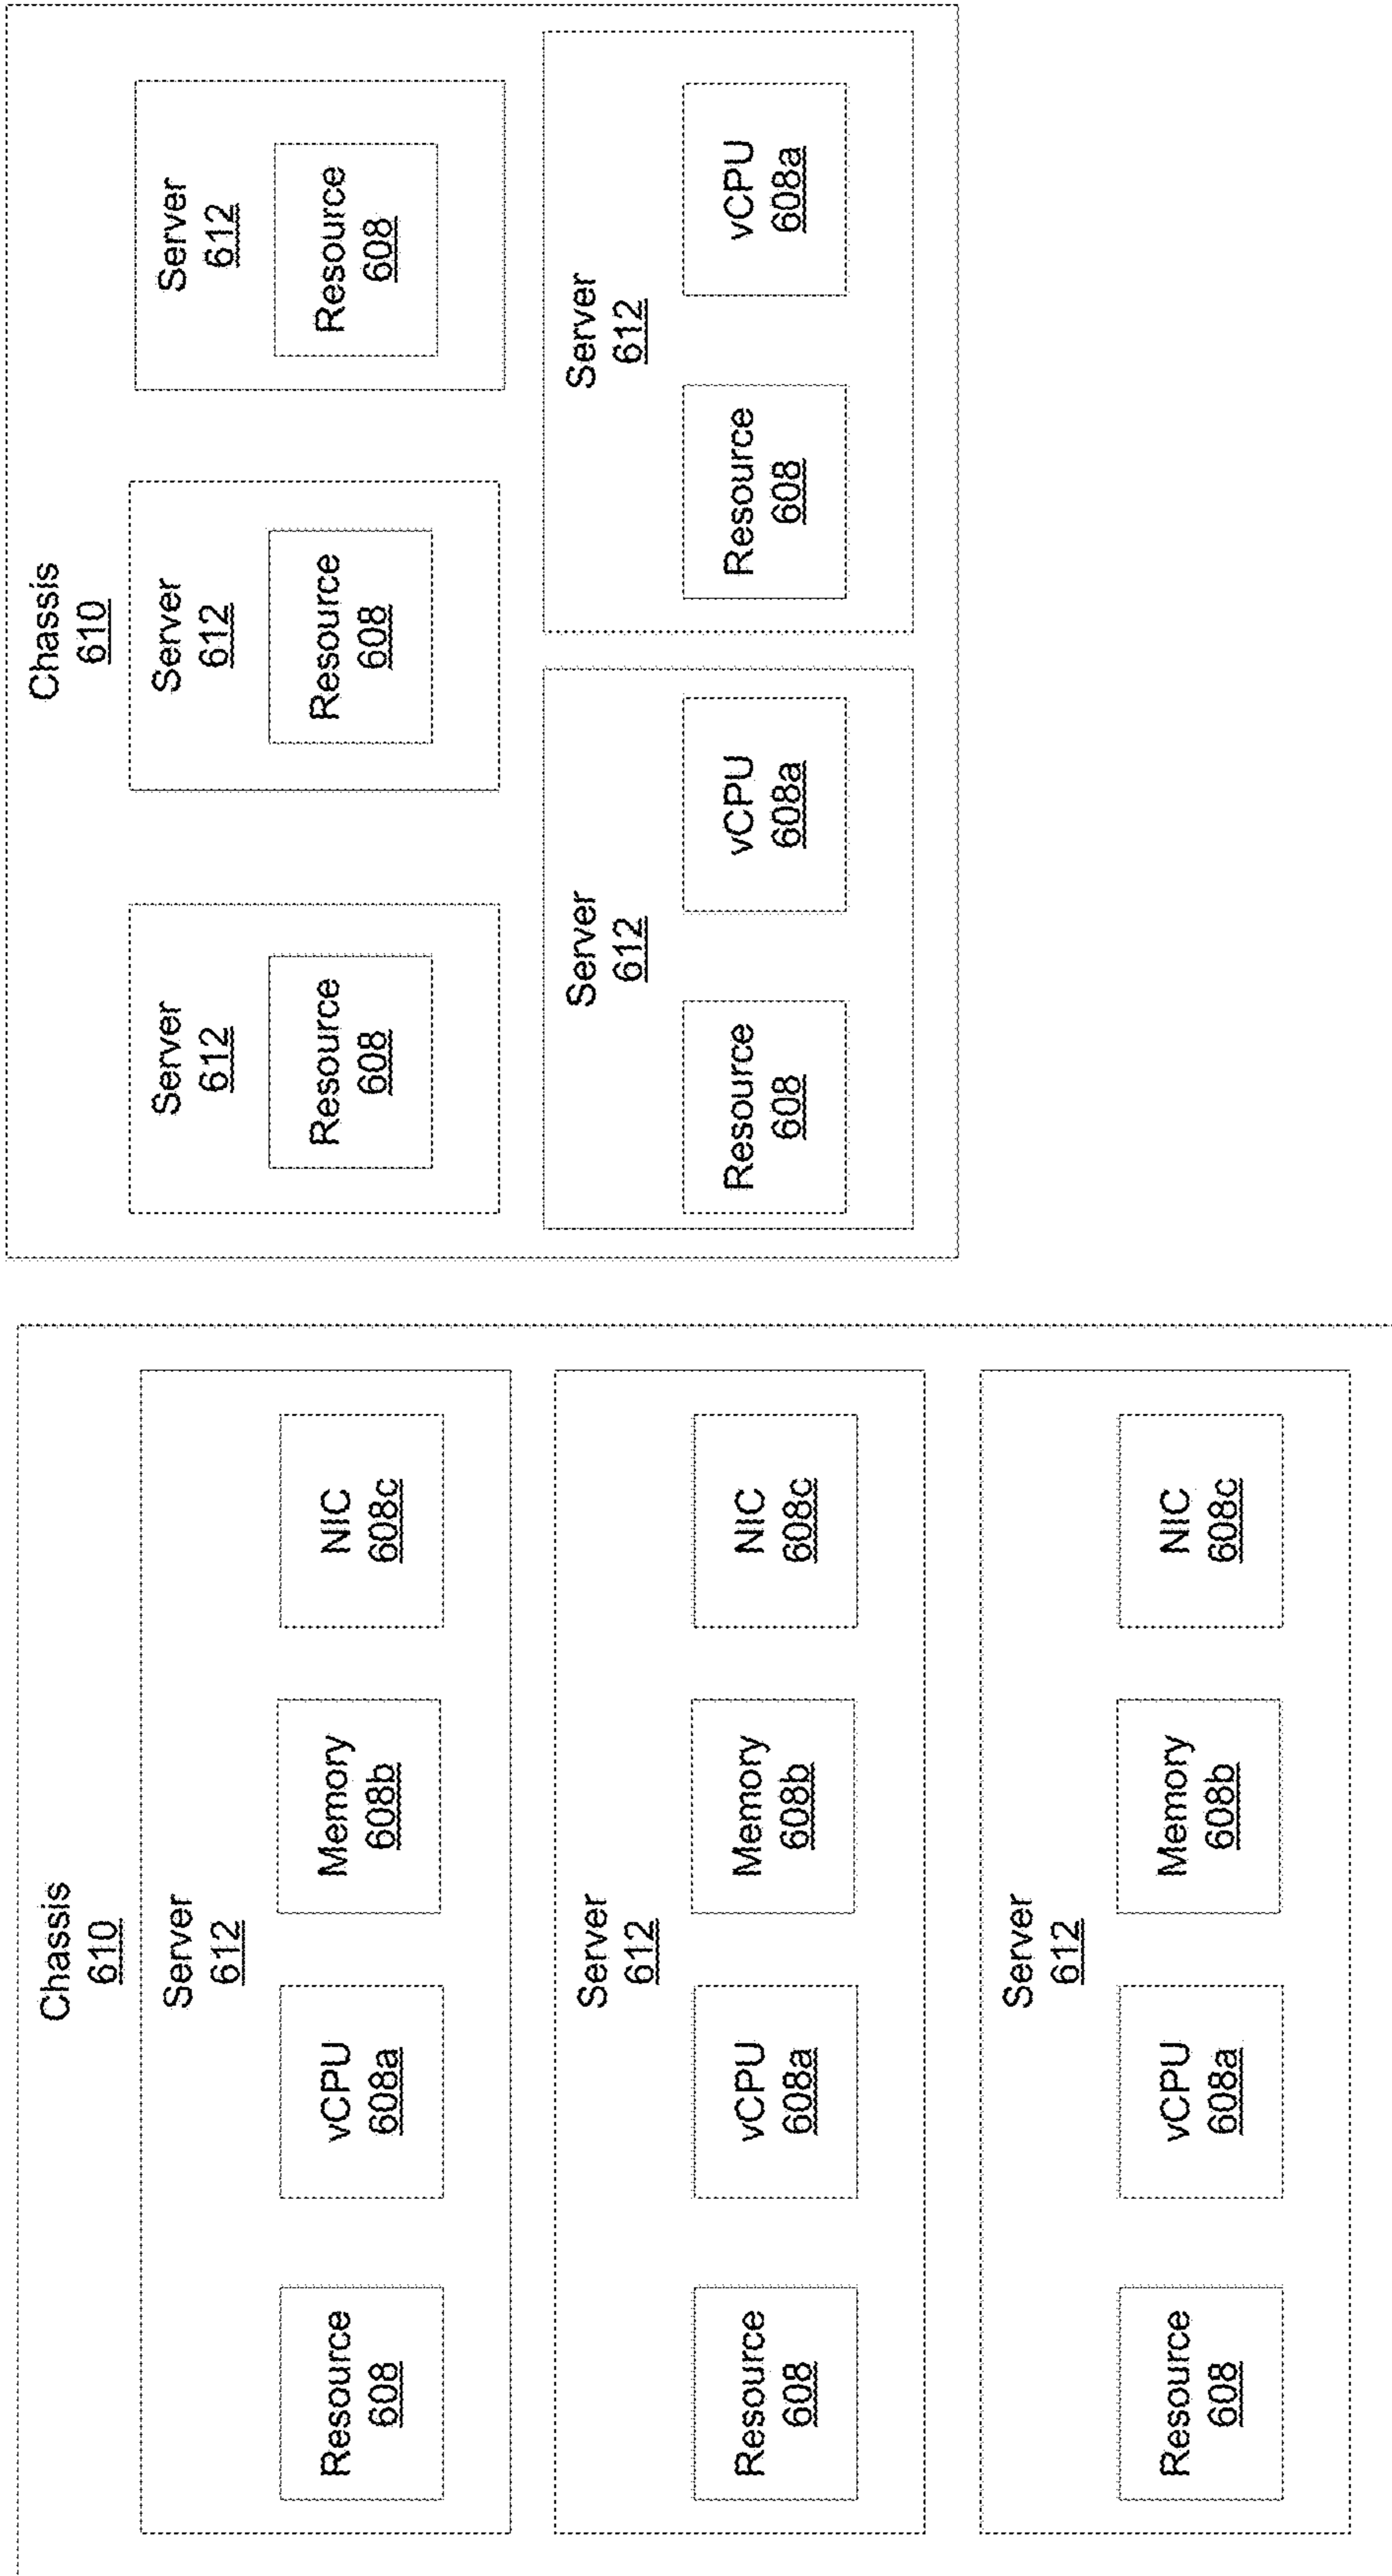 Chassis
610
Server
612
Resource
608
vCPU
608a
Memory
608b
NIC
608c
Server
612
Resource
608
vCPU
608a
Memory
608b
NIC
608c
Server
612
Resource
608
vCPU
608a
Memory
608b
NIC
608c
Chassis
610
Server
612
Resource
608
Server
612
Resource
608
Server
612
Resource
608
Server
612
Resource
608
vCPU
608a
Server
612
Resource
608
vCPU
608a